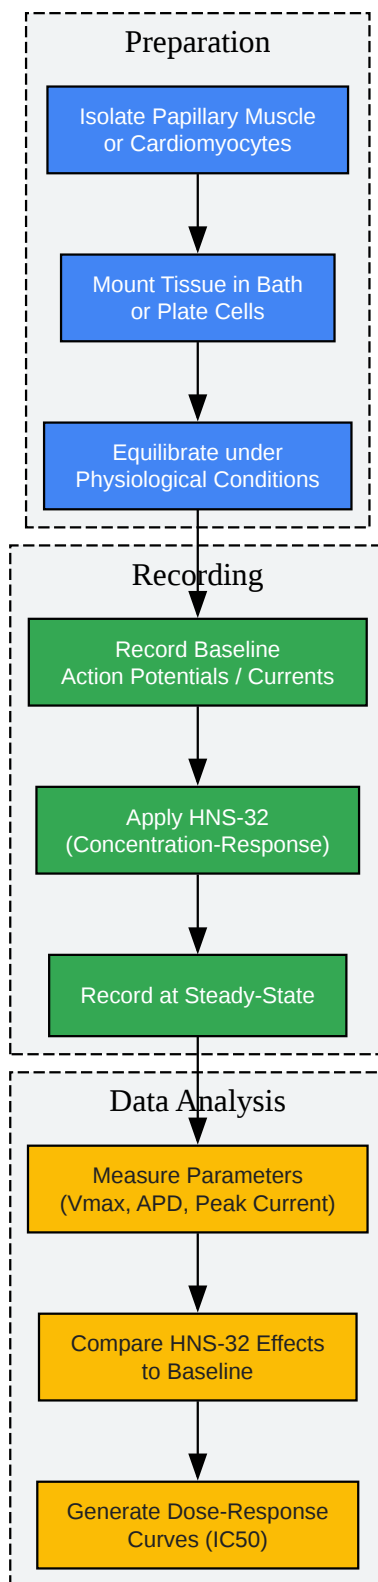 Preparation
Isolate Papillary Muscle
or Cardiomyocytes
Mount Tissue in Bath
or Plate Cells
Equilibrate under
Physiological Conditions
Recording
Record Baseline
Action Potentials / Currents
Apply HNS-32
(Concentration-Response)
Record at Steady-State
Data Analysis
Measure Parameters
(Vmax, APD, Peak Current)
Compare HNS-32 Effects
to Baseline
Generate Dose-Response
Curves (IC50)